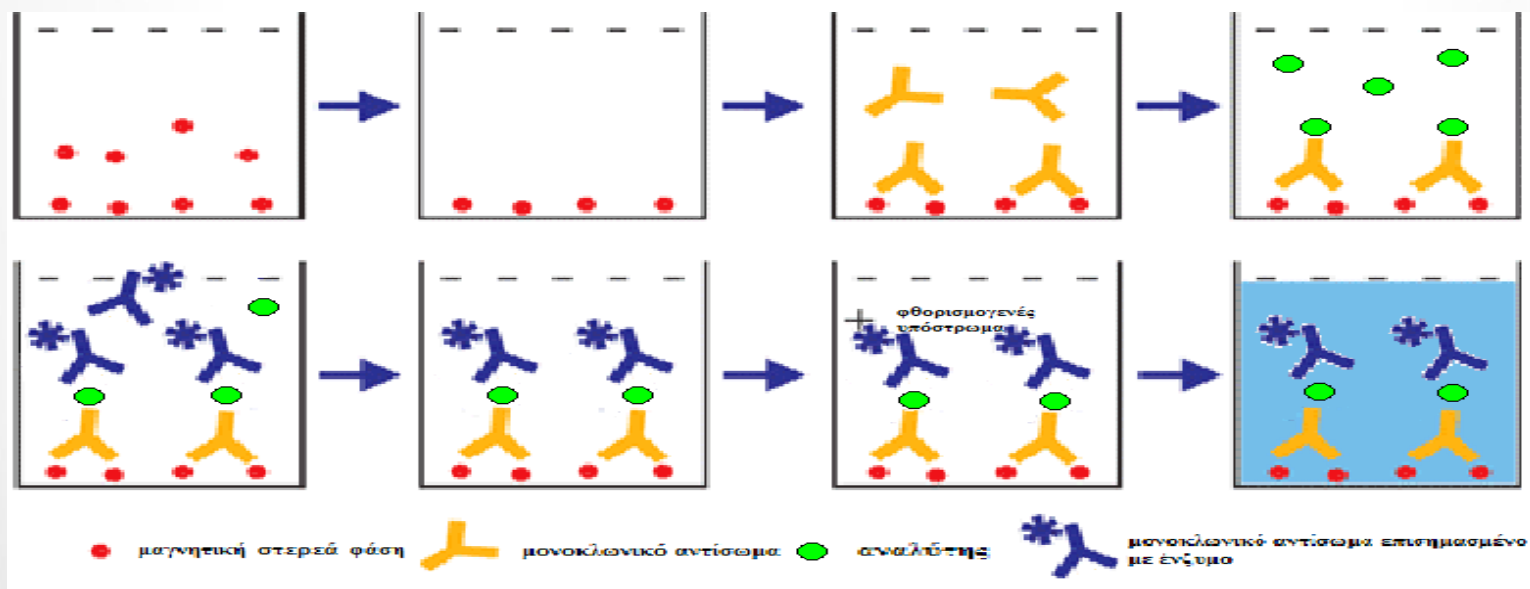 φθορισμογενές
υπόστρωμα
μαγνητική στερεά φάση
μονοκλωνικό αντίσωμα
αναλύτης
μονοκλωνικό αντίσωμα επισημασμένο
με ένζυμο